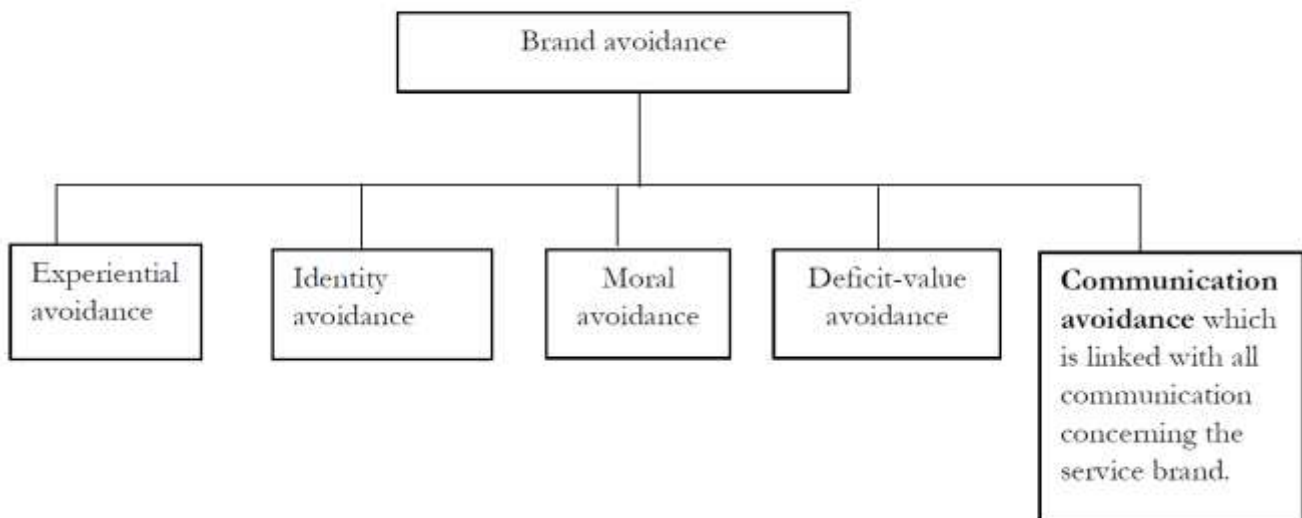 Brand avoidance
Experiential
avoidance
Identity
avoidance
Moral
avoidance
Deficit-value
avoidance
Communication
avoidance which
is linked with all
communication
concerning the
service brand.